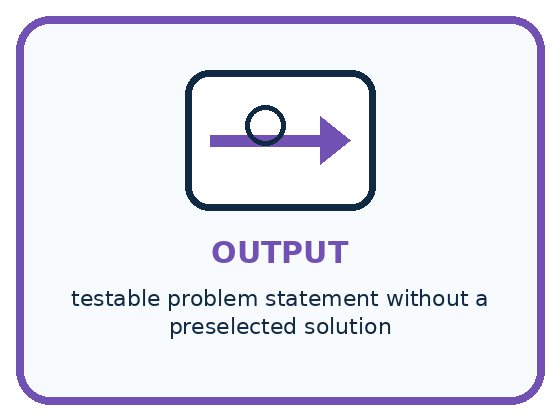 OUTPUT
testable problem statement without a
preselected solution